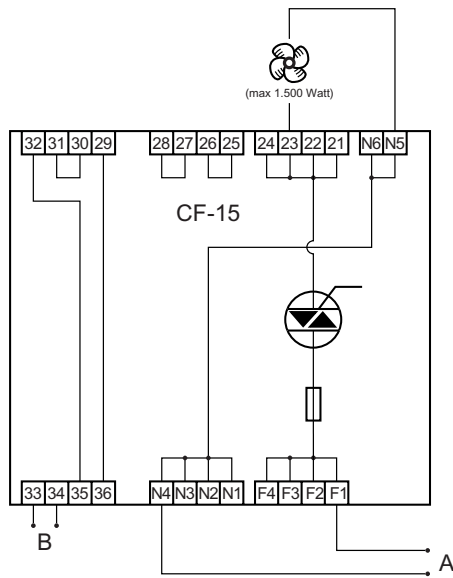 (max 1.500 Watt)
32 31 30 29 28 27 26 25 24 23 22 21 N6 N5
CF-15
33 34 35 36 N4 N3 N2 N1 F4 F3 F2 F1
B
A